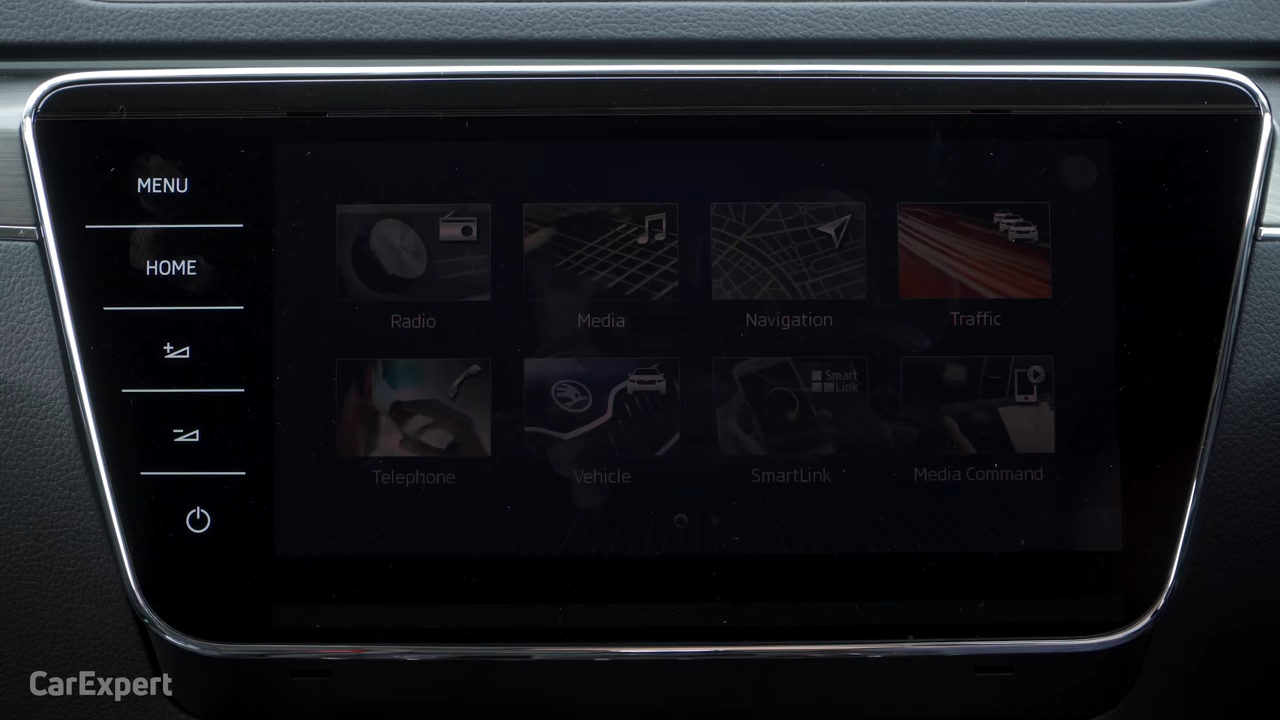 MENU
HOME
Radio
Media
Navigation
Traffic
Telephone
Vehicle
Smart
Link
SmartLink
Media Command
CarExpert